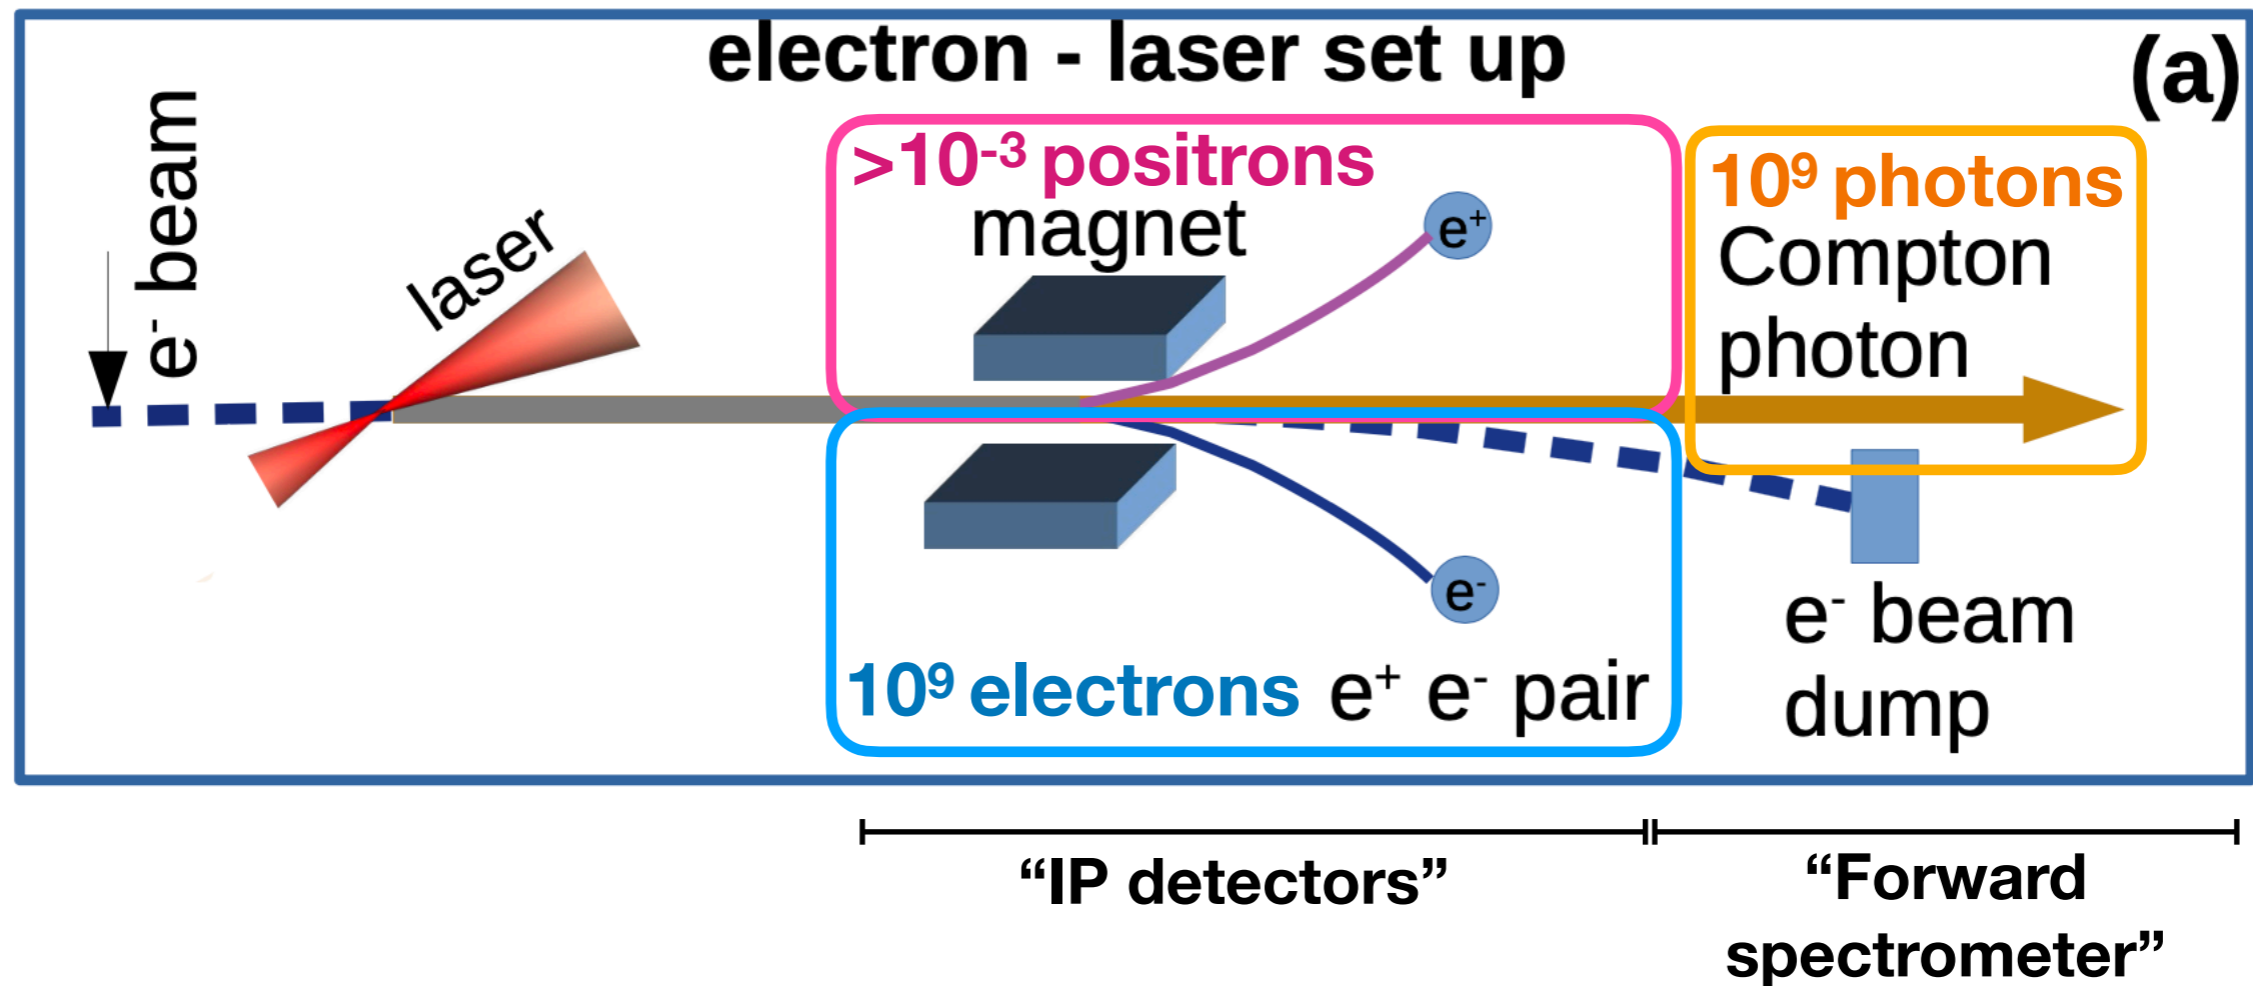 electron - laser set up
(a)
e⁻ beam
laser
>10⁻³ positrons
magnet
e⁺
10⁹ photons
Compton
photon
e⁻
10⁹ electrons
e⁺ e⁻ pair
e⁻ beam
dump
“IP detectors”
“Forward
spectrometer”